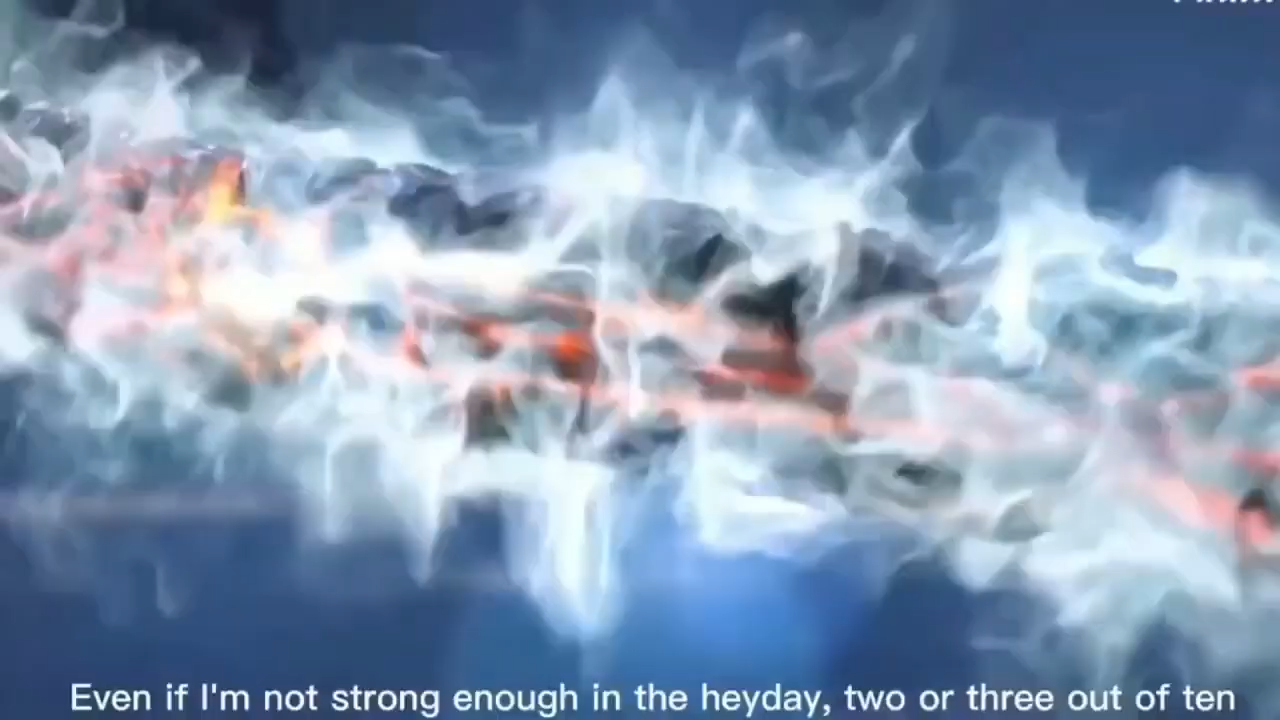 Even if I'm not strong enough in the heyday, two or three out of ten